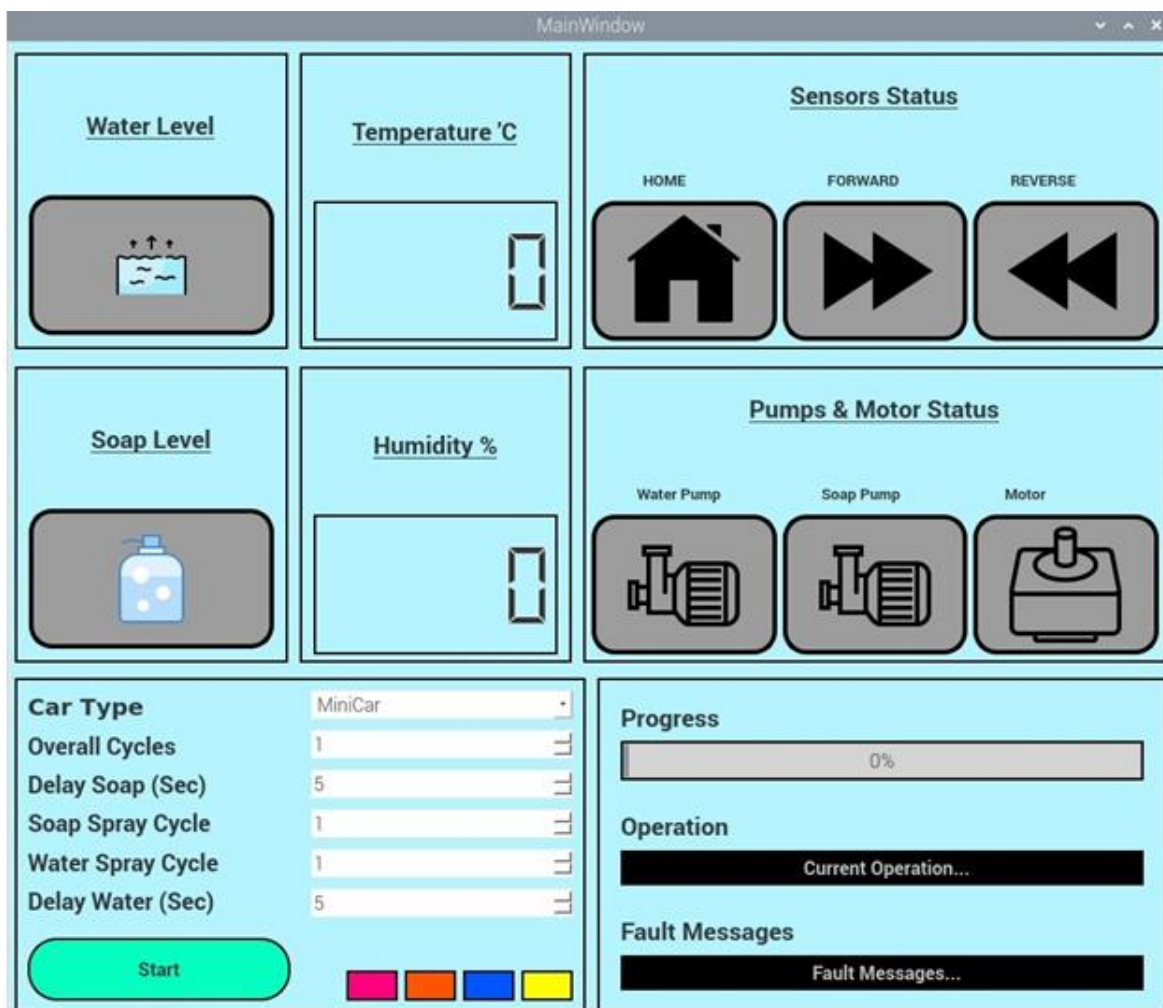 MainWindow
Water Level
Temperature 'C
0
Sensors Status
HOME
FORWARD
REVERSE
Soap Level
Humidity %
0
Pumps & Motor Status
Water Pump
Soap Pump
Motor
Car Type
MiniCar
Overall Cycles
1
Delay Soap (Sec)
5
Soap Spray Cycle
1
Water Spray Cycle
1
Delay Water (Sec)
5
Start
Progress
0%
Operation
Current Operation...
Fault Messages
Fault Messages...